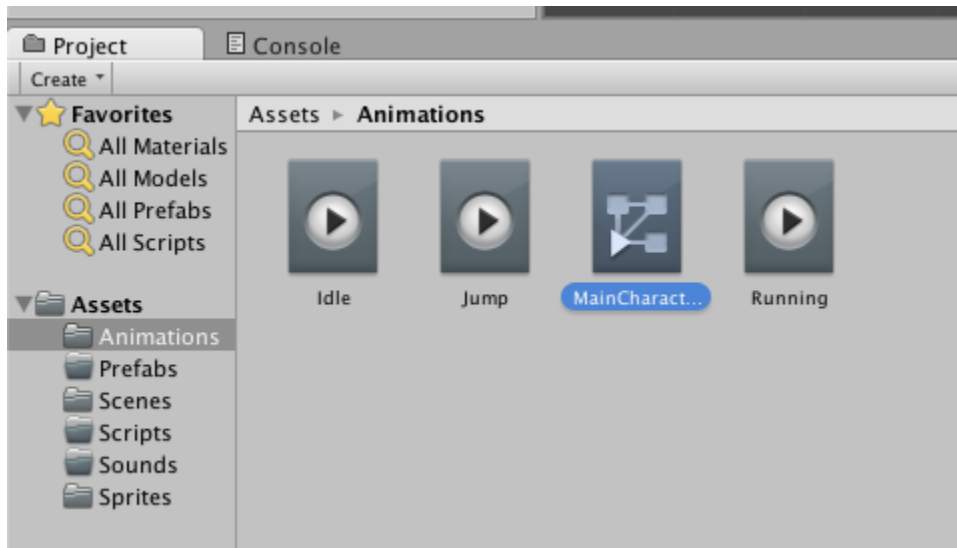 Project
Console
Create
Favorites
All Materials
All Models
All Prefabs
All Scripts
Assets
Animations
Prefabs
Scenes
Scripts
Sounds
Sprites
Assets ▸ Animations
Idle
Jump
MainCharact...
Running